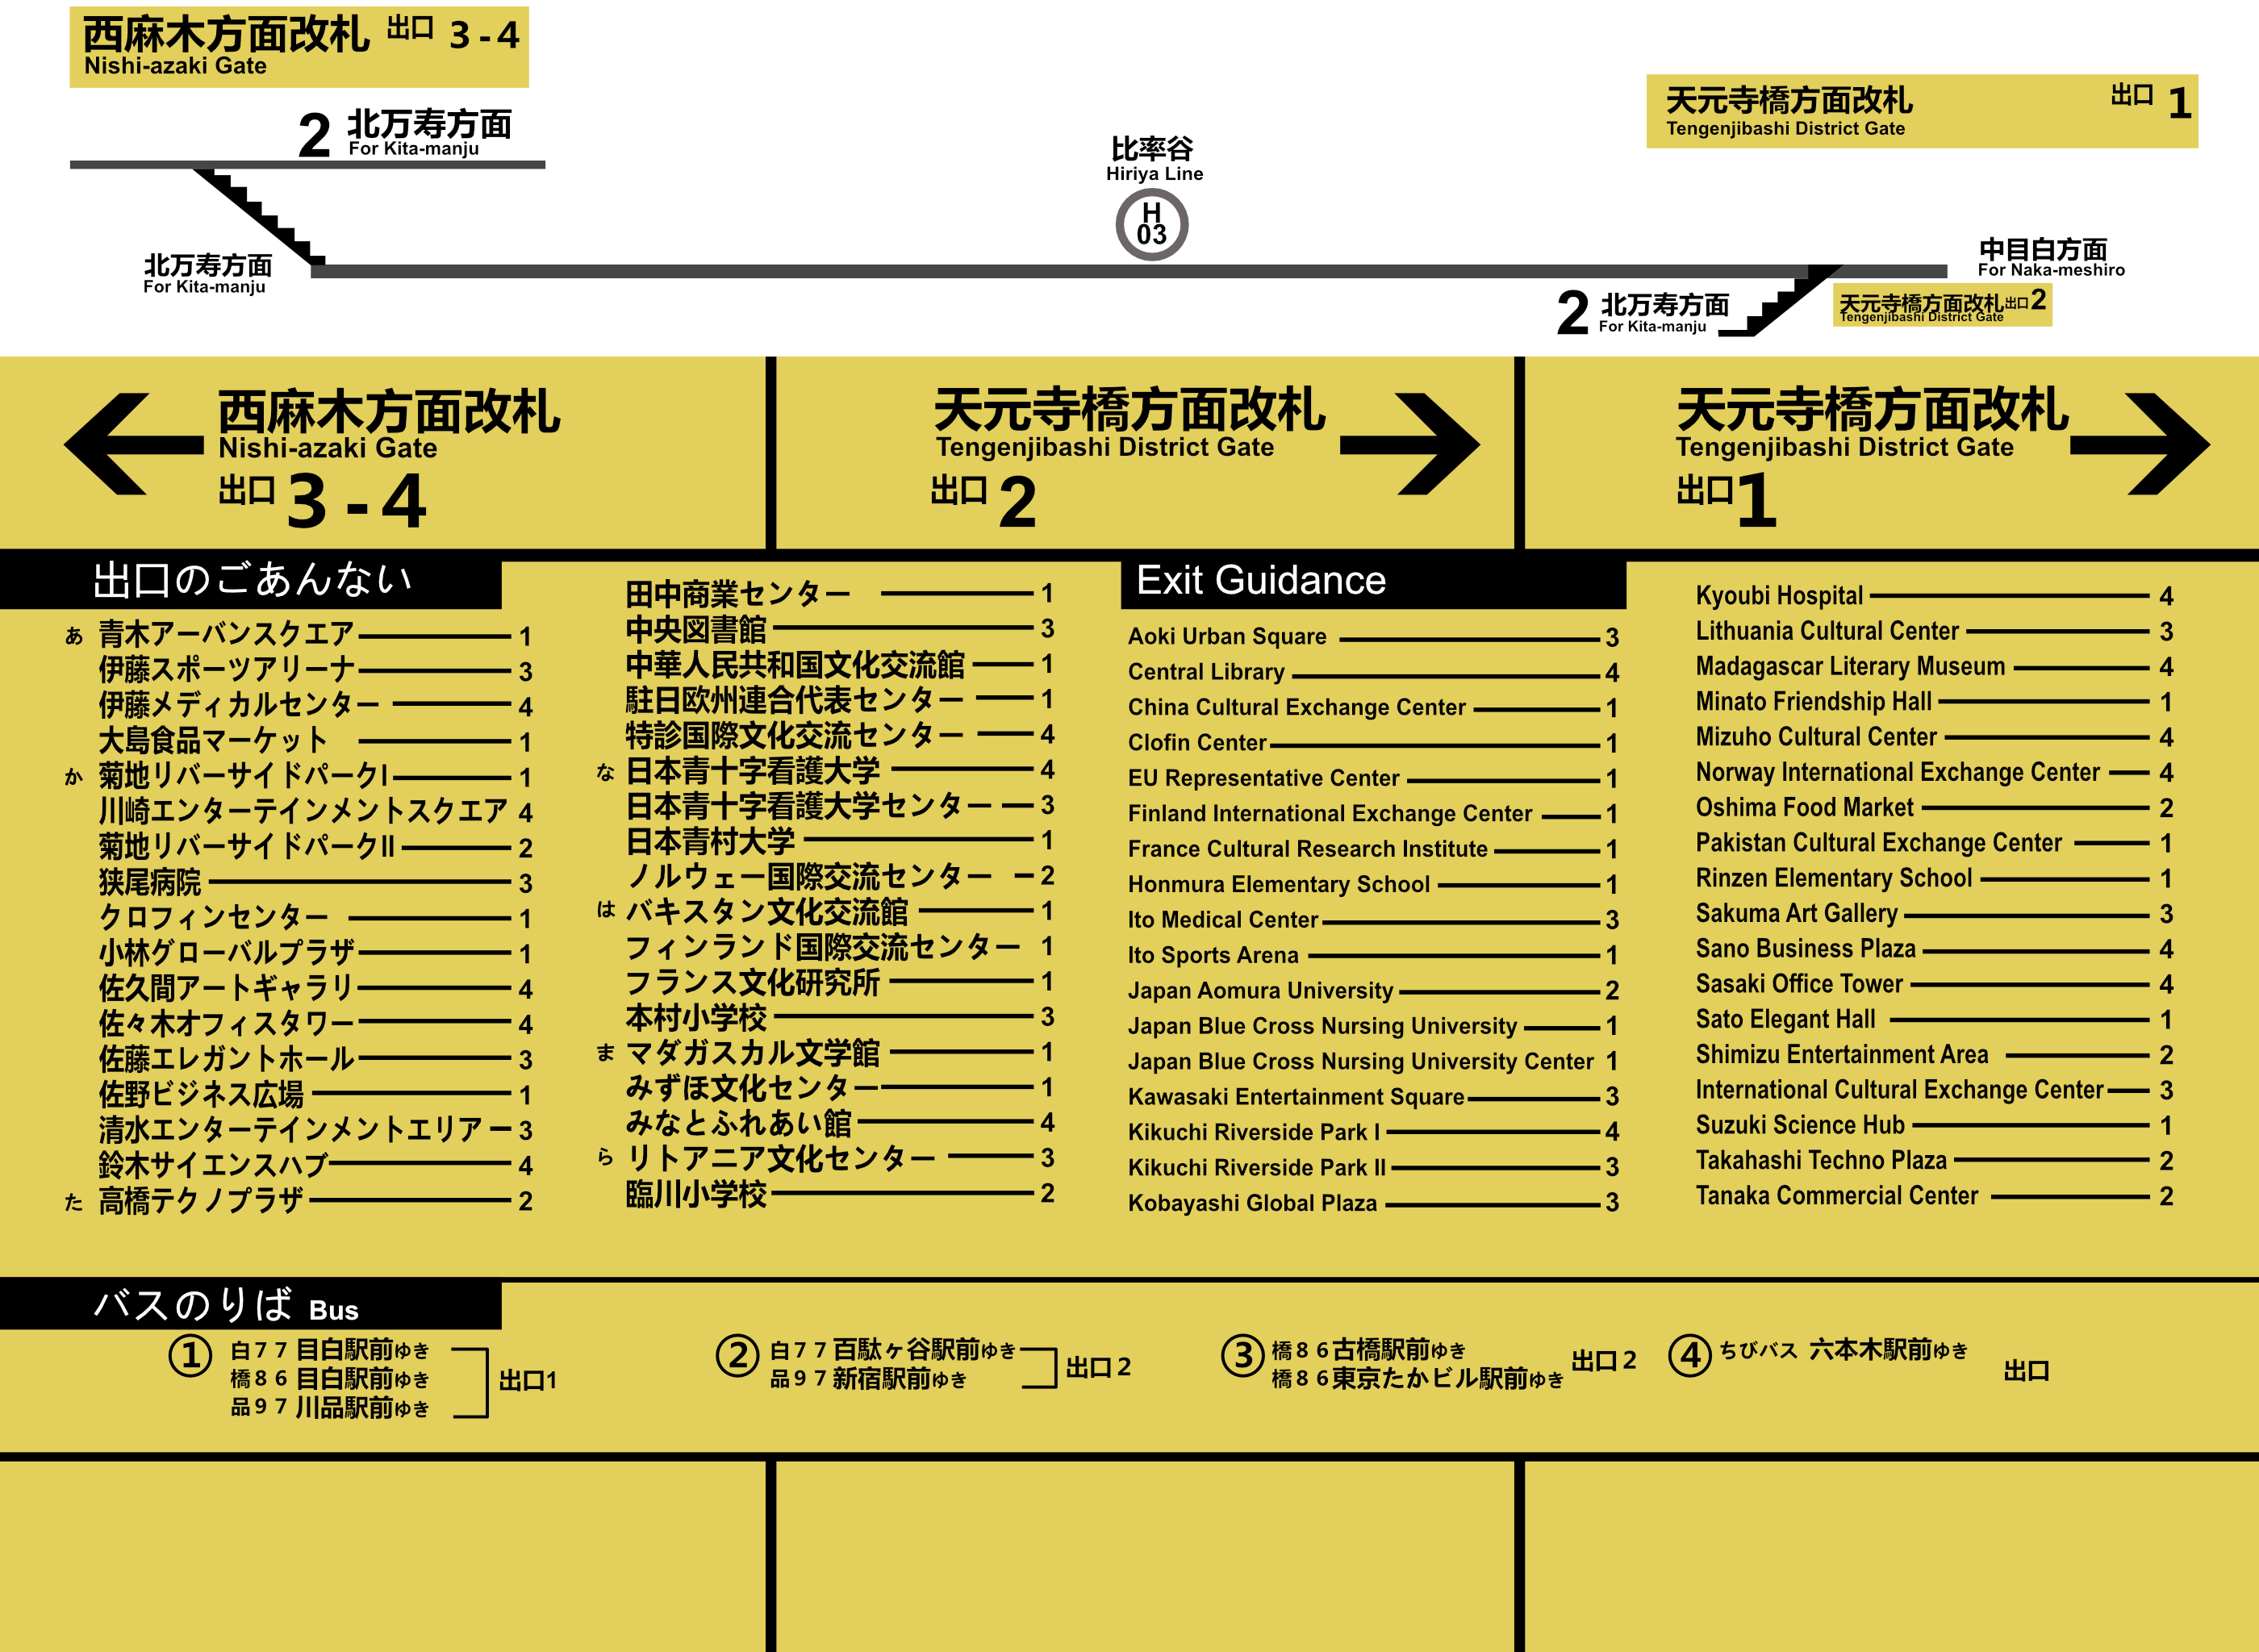 西麻木方面改札 出口 3-4
Nishi-azaki Gate
天元寺橋方面改札 出口 1
Tengenjibashi District Gate
2 北万寿方面
For Kita-manju
比率谷
Hiriya Line
H
03
北万寿方面
For Kita-manju
中目白方面
For Naka-meshiro
2 北万寿方面
For Kita-manju
天元寺橋方面改札出口2
Tengenjibashi District Gate
西麻木方面改札
Nishi-azaki Gate
出口 3-4
天元寺橋方面改札
Tengenjibashi District Gate
出口 2
天元寺橋方面改札
Tengenjibashi District Gate
出口1
出口のごあんない
あ 青木アーバンスクエア 1
伊藤スポーツアリーナ 3
伊藤メディカルセンター 4
大島食品マーケット 1
か 菊地リバーサイドパークI 1
川崎エンターテインメントスクエア 4
菊地リバーサイドパークII 2
狭尾病院 3
クロフィンセンター 1
小林グローバルプラザ 1
佐久間アートギャラリ 4
佐々木オフィスタワー 4
佐藤エレガントホール 3
佐野ビジネス広場 1
清水エンターテインメントエリア 3
鈴木サイエンスハブ 4
た 高橋テクノプラザ 2
田中商業センター 1
中央図書館 3
中華人民共和国文化交流館 1
駐日欧州連合代表センター 1
特診国際文化交流センター 4
な 日本青十字看護大学 4
日本青十字看護大学センター 3
日本青村大学 1
ノルウェー国際交流センター 2
は バキスタン文化交流館 1
フィンランド国際交流センター 1
フランス文化研究所 1
本村小学校 3
ま マダガスカル文学館 1
みずほ文化センター 1
みなとふれあい館 4
ら リトアニア文化センター 3
臨川小学校 2
Exit Guidance
Aoki Urban Square 3
Central Library 4
China Cultural Exchange Center 1
Clofin Center 1
EU Representative Center 1
Finland International Exchange Center 1
France Cultural Research Institute 1
Honmura Elementary School 1
Ito Medical Center 3
Ito Sports Arena 1
Japan Aomura University 2
Japan Blue Cross Nursing University 1
Japan Blue Cross Nursing University Center 1
Kawasaki Entertainment Square 3
Kikuchi Riverside Park I 4
Kikuchi Riverside Park II 3
Kobayashi Global Plaza 3
Kyoubi Hospital 4
Lithuania Cultural Center 3
Madagascar Literary Museum 4
Minato Friendship Hall 1
Mizuho Cultural Center 4
Norway International Exchange Center 4
Oshima Food Market 2
Pakistan Cultural Exchange Center 1
Rinzen Elementary School 1
Sakuma Art Gallery 3
Sano Business Plaza 4
Sasaki Office Tower 4
Sato Elegant Hall 1
Shimizu Entertainment Area 2
International Cultural Exchange Center 3
Suzuki Science Hub 1
Takahashi Techno Plaza 2
Tanaka Commercial Center 2
バスのりば Bus
① 白77 目白駅前ゆき
橋86 目白駅前ゆき
品97 川品駅前ゆき
出口1
② 白77 百駄ヶ谷駅前ゆき
品97 新宿駅前ゆき
出口2
③ 橋86古橋駅前ゆき
橋86東京たかビル駅前ゆき
出口2
④ ちびバス 六本木駅前ゆき
出口